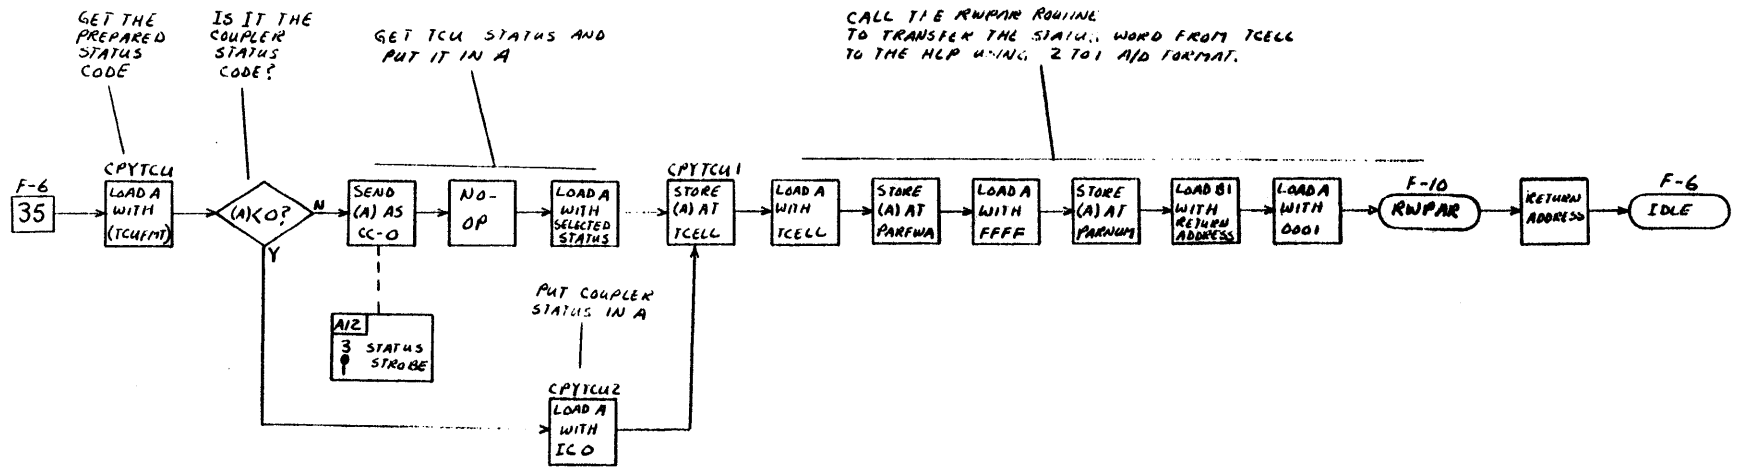 GET THE
PREPARED
STATUS
CODE
IS IT THE
COUPLER
STATUS
CODE?
GET TCU STATUS AND
PUT IT IN A
CALL THE RWPAR ROUTINE
TO TRANSFER THE STATUS WORD FROM TCELL
TO THE HLP USING 2 TO 1 A/D FORMAT.
F-6
35
CPYTCU
LOAD A
WITH
(TCUFMT)
(A)<0?
N
Y
SEND
(A) AS
CC-0
NO-
OP
LOAD A
WITH
SELECTED
STATUS
CPYTCU1
STORE
(A) AT
TCELL
LOAD A
WITH
TCELL
STORE
(A) AT
PARFWA
LOAD A
WITH
FFFF
STORE
(A) AT
PARNUM
LOAD B1
WITH
RETURN
ADDRESS
LOAD A
WITH
0001
F-10
RWPAR
RETURN
ADDRESS
F-6
IDLE
A12
3 STATUS
STROBE
PUT COUPLER
STATUS IN A
CPYTCU2
LOAD A
WITH
IC0